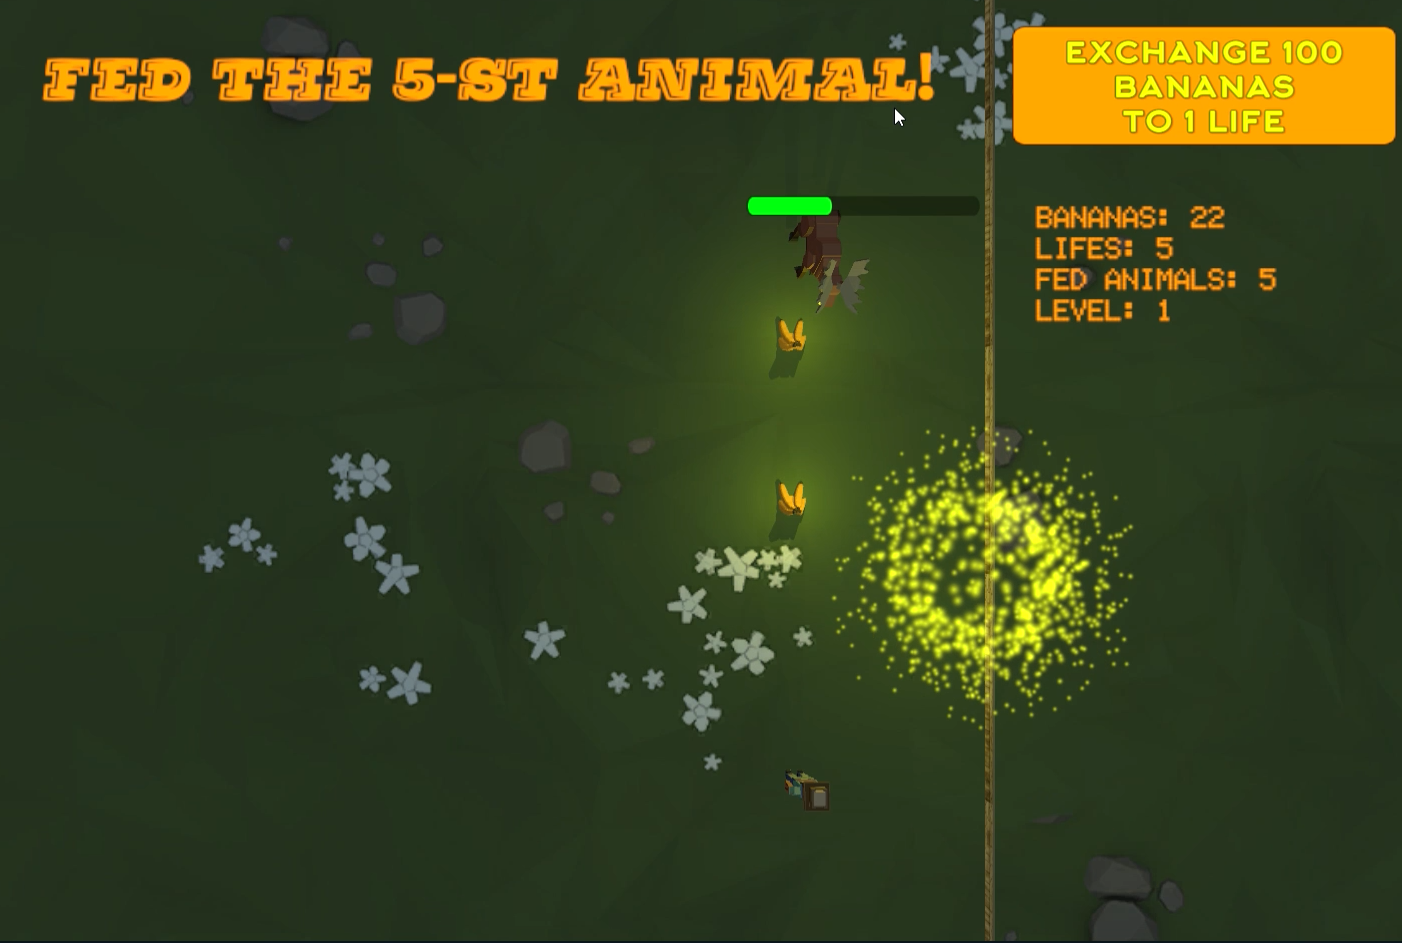 FED THE 5-ST ANIMAL!
EXCHANGE 100
BANANAS
TO 1 LIFE
BANANAS: 22
LIFES: 5
FED ANIMALS: 5
LEVEL: 1